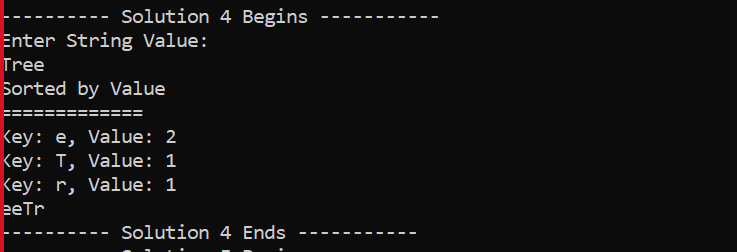 ---------- Solution 4 Begins -----------
Enter String Value:
Tree
Sorted by Value
=============
Key: e, Value: 2
Key: T, Value: 1
Key: r, Value: 1
eeTr
---------- Solution 4 Ends -----------